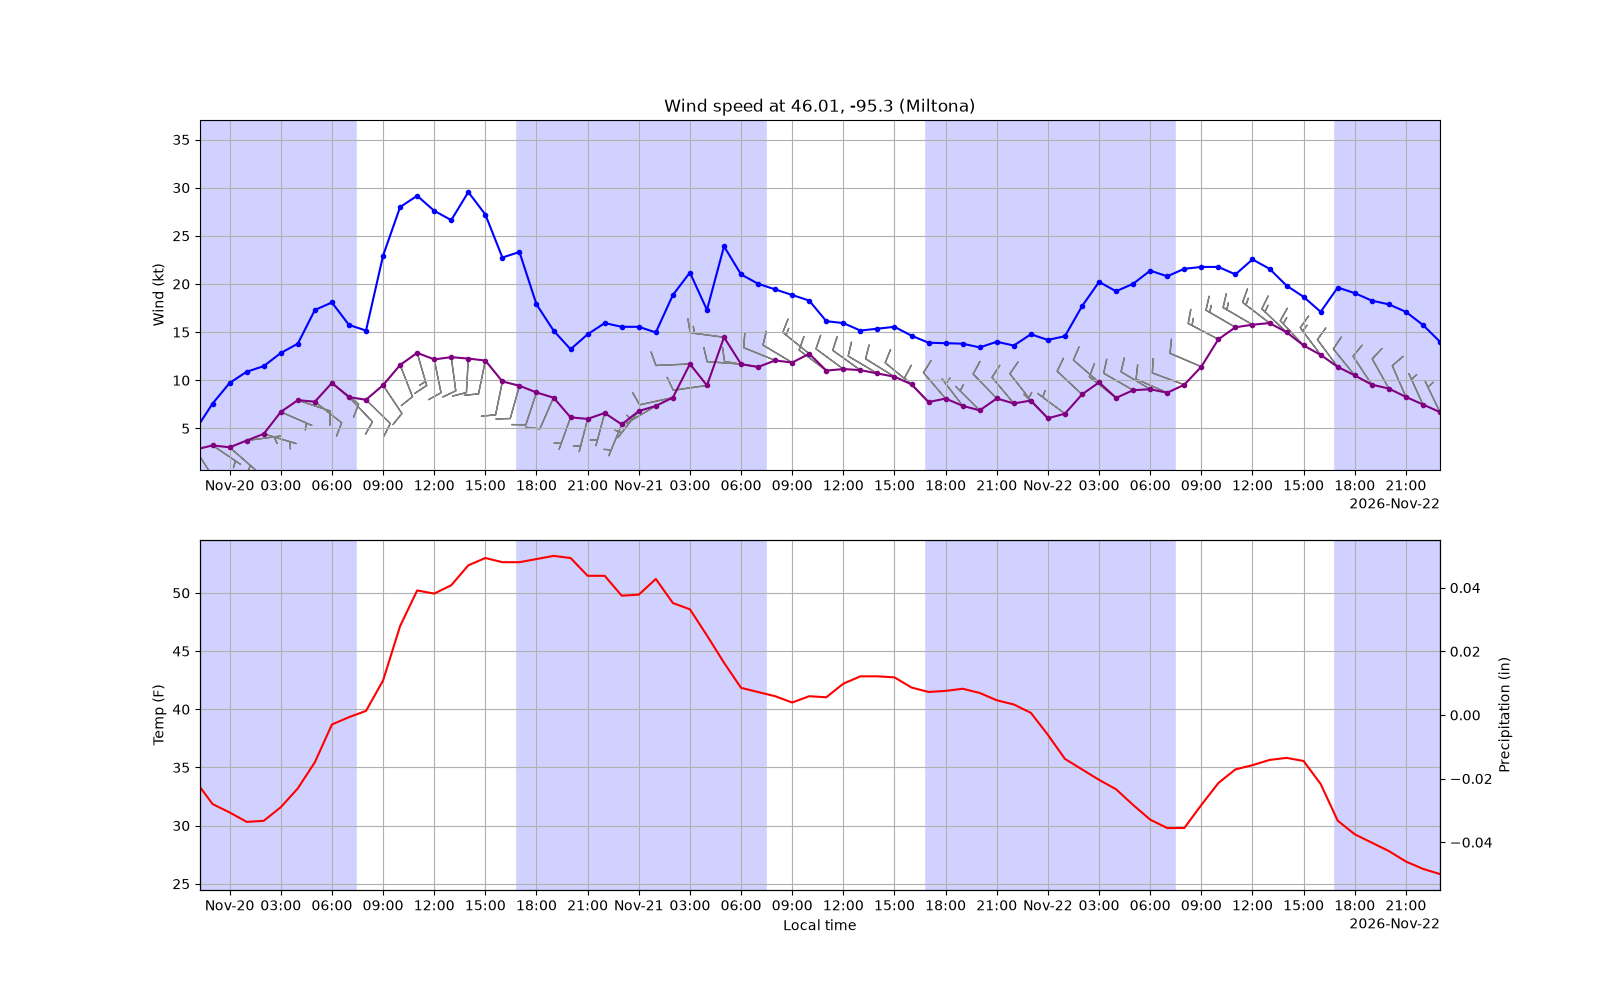 Wind speed at 46.01, -95.3 (Miltona)
Wind (kt)
35
30
25
20
15
10
5
Nov-20 03:00 06:00 09:00 12:00 15:00 18:00 21:00 Nov-21 03:00 06:00 09:00 12:00 15:00 18:00 21:00 Nov-22 03:00 06:00 09:00 12:00 15:00 18:00 21:00
2026-Nov-22
Temp (F)
50
45
40
35
30
25
0.04
0.02
0.00
−0.02
−0.04
Precipitation (in)
Nov-20 03:00 06:00 09:00 12:00 15:00 18:00 21:00 Nov-21 03:00 06:00 09:00 12:00 15:00 18:00 21:00 Nov-22 03:00 06:00 09:00 12:00 15:00 18:00 21:00
Local time
2026-Nov-22